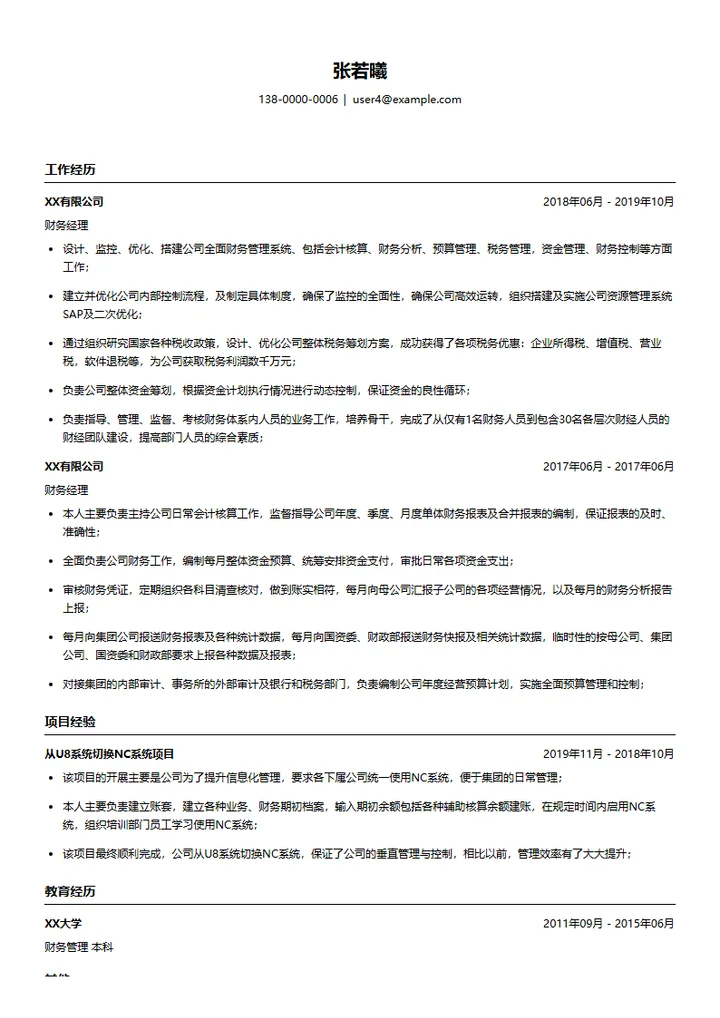 张若曦
138-0000-0006 | user4@example.com
工作经历
XX有限公司 2018年06月 - 2019年10月
财务经理
• 设计、监控、优化、搭建公司全面财务管理系统、包括会计核算、财务分析、预算管理、税务管理，资金管理、财务控制等方面
工作；
• 建立并优化公司内部控制流程，及制定具体制度，确保了监控的全面性，确保公司高效运转，组织搭建及实施公司资源管理系统
SAP及二次优化；
• 通过组织研究国家各种税收政策，设计、优化公司整体税务筹划方案，成功获得了各项税务优惠：企业所得税、增值税、营业
税，软件退税等，为公司获取税务利润数千万元；
• 负责公司整体资金筹划，根据资金计划执行情况进行动态控制，保证资金的良性循环；
• 负责指导、管理、监督、考核财务体系内人员的业务工作，培养骨干，完成了从仅有1名财务人员到包含30名各层次财经人员的
财经团队建设，提高部门人员的综合素质；
XX有限公司 2017年06月 - 2017年06月
财务经理
• 本人主要负责主持公司日常会计核算工作，监督指导公司年度、季度、月度单体财务报表及合并报表的编制，保证报表的及时、
准确性；
• 全面负责公司财务工作，编制每月整体资金预算、统筹安排资金支付，审批日常各项资金支出；
• 审核财务凭证，定期组织各科目清查核对，做到账实相符，每月向母公司汇报子公司的各项经营情况，以及每月的财务分析报告
上报；
• 每月向集团公司报送财务报表及各种统计数据，每月向国资委、财政部报送财务快报及相关统计数据，临时性的按母公司、集团
公司、国资委和财政部要求上报各种数据及报表；
• 对接集团的内部审计、事务所的外部审计及银行和税务部门，负责编制公司年度经营预算计划，实施全面预算管理和控制；
项目经验
从U8系统切换NC系统项目 2019年11月 - 2018年10月
• 该项目的开展主要是公司为了提升信息化管理，要求各下属公司统一使用NC系统，便于集团的日常管理；
• 本人主要负责建立账套，建立各种业务、财务期初档案，输入期初余额包括各种辅助核算余额建账，在规定时间内启用NC系
统，组织培训部门员工学习使用NC系统；
• 该项目最终顺利完成，公司从U8系统切换NC系统，保证了公司的垂直管理与控制，相比以前，管理效率有了大大提升；
教育经历
XX大学 2011年09月 - 2015年06月
财务管理 本科